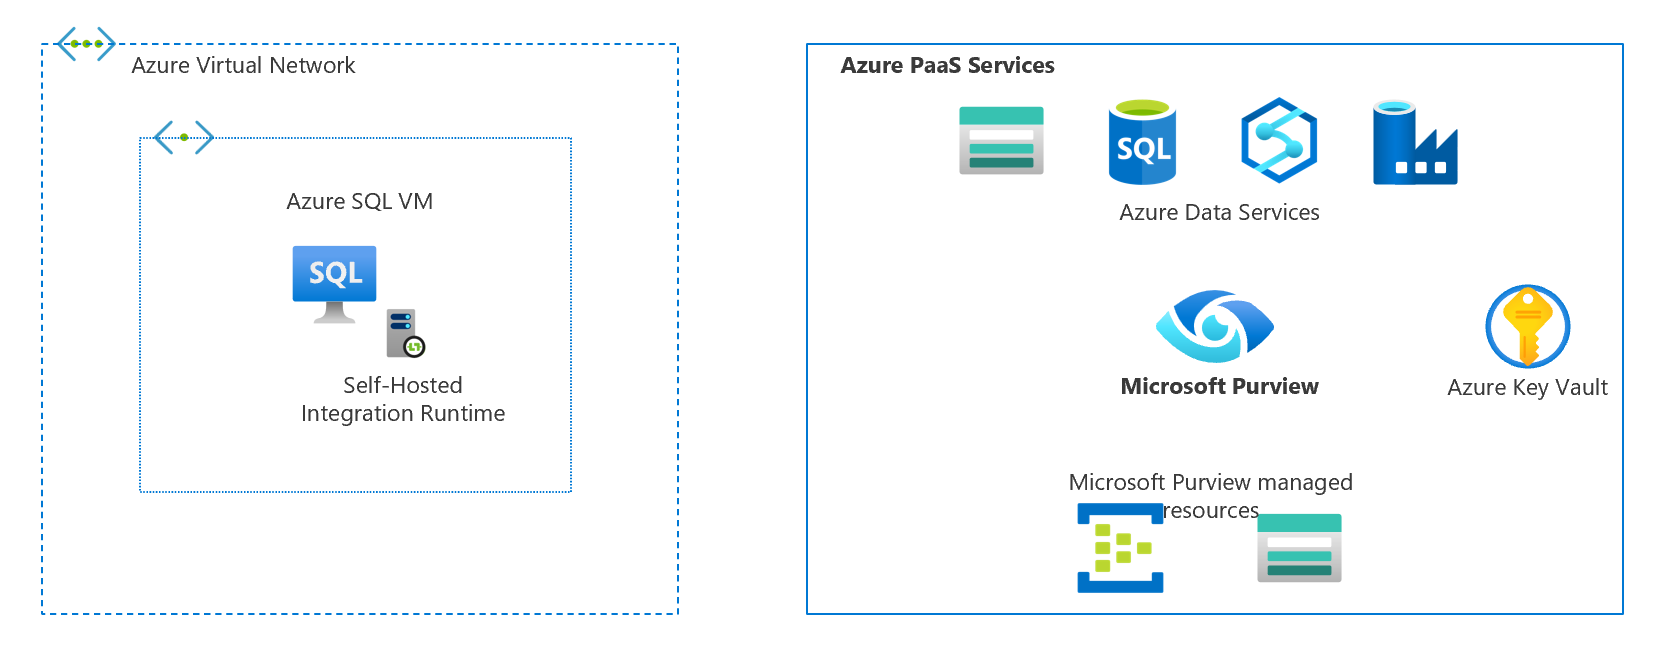 Azure Virtual Network
Azure SQL VM
SQL
Self-Hosted
Integration Runtime
Azure PaaS Services
SQL
Azure Data Services
Microsoft Purview
Azure Key Vault
Microsoft Purview managed
resources